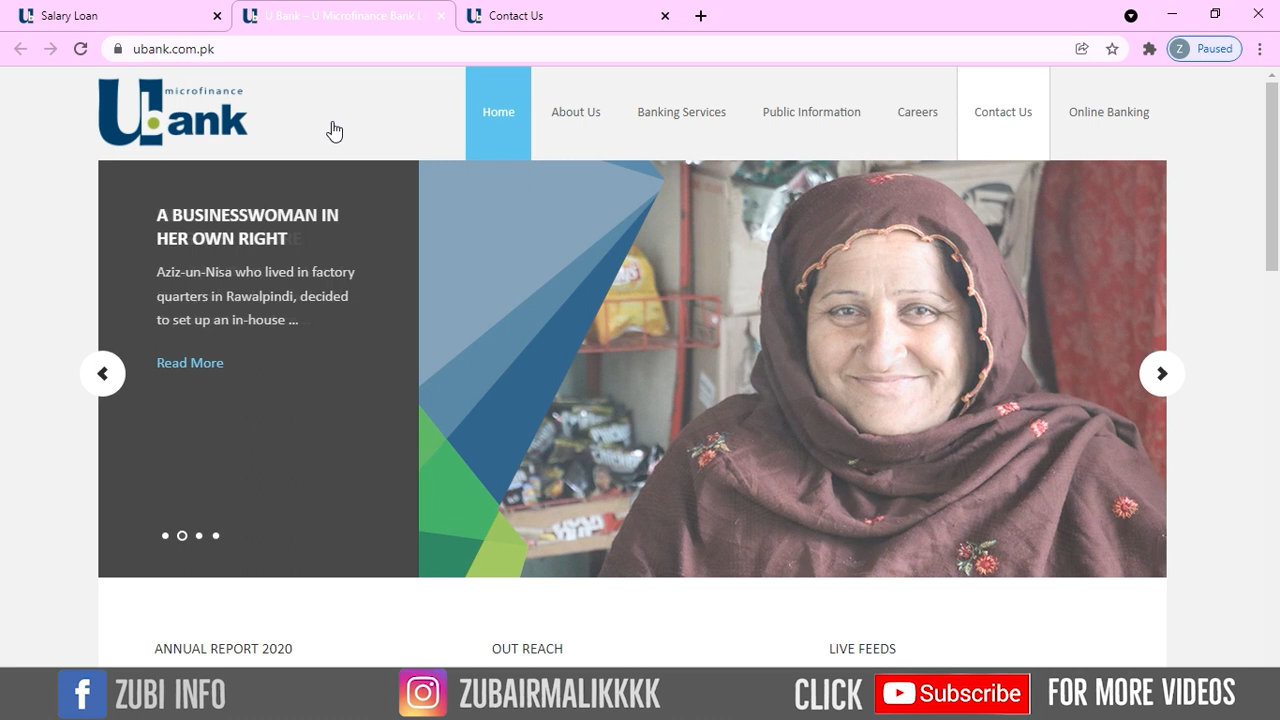 Salary Loan
U Bank – U Microfinance Bank L
Contact Us
ubank.com.pk
Z
Paused
microfinance
Ubank
Home
About Us
Banking Services
Public Information
Careers
Contact Us
Online Banking
A BUSINESSWOMAN IN
HER OWN RIGHT
Aziz-un-Nisa who lived in factory
quarters in Rawalpindi, decided
to set up an in-house ...
Read More
ANNUAL REPORT 2020
OUT REACH
LIVE FEEDS
ZUBI INFO
ZUBAIRMALIKKKK
CLICK
Subscribe
FOR MORE VIDEOS